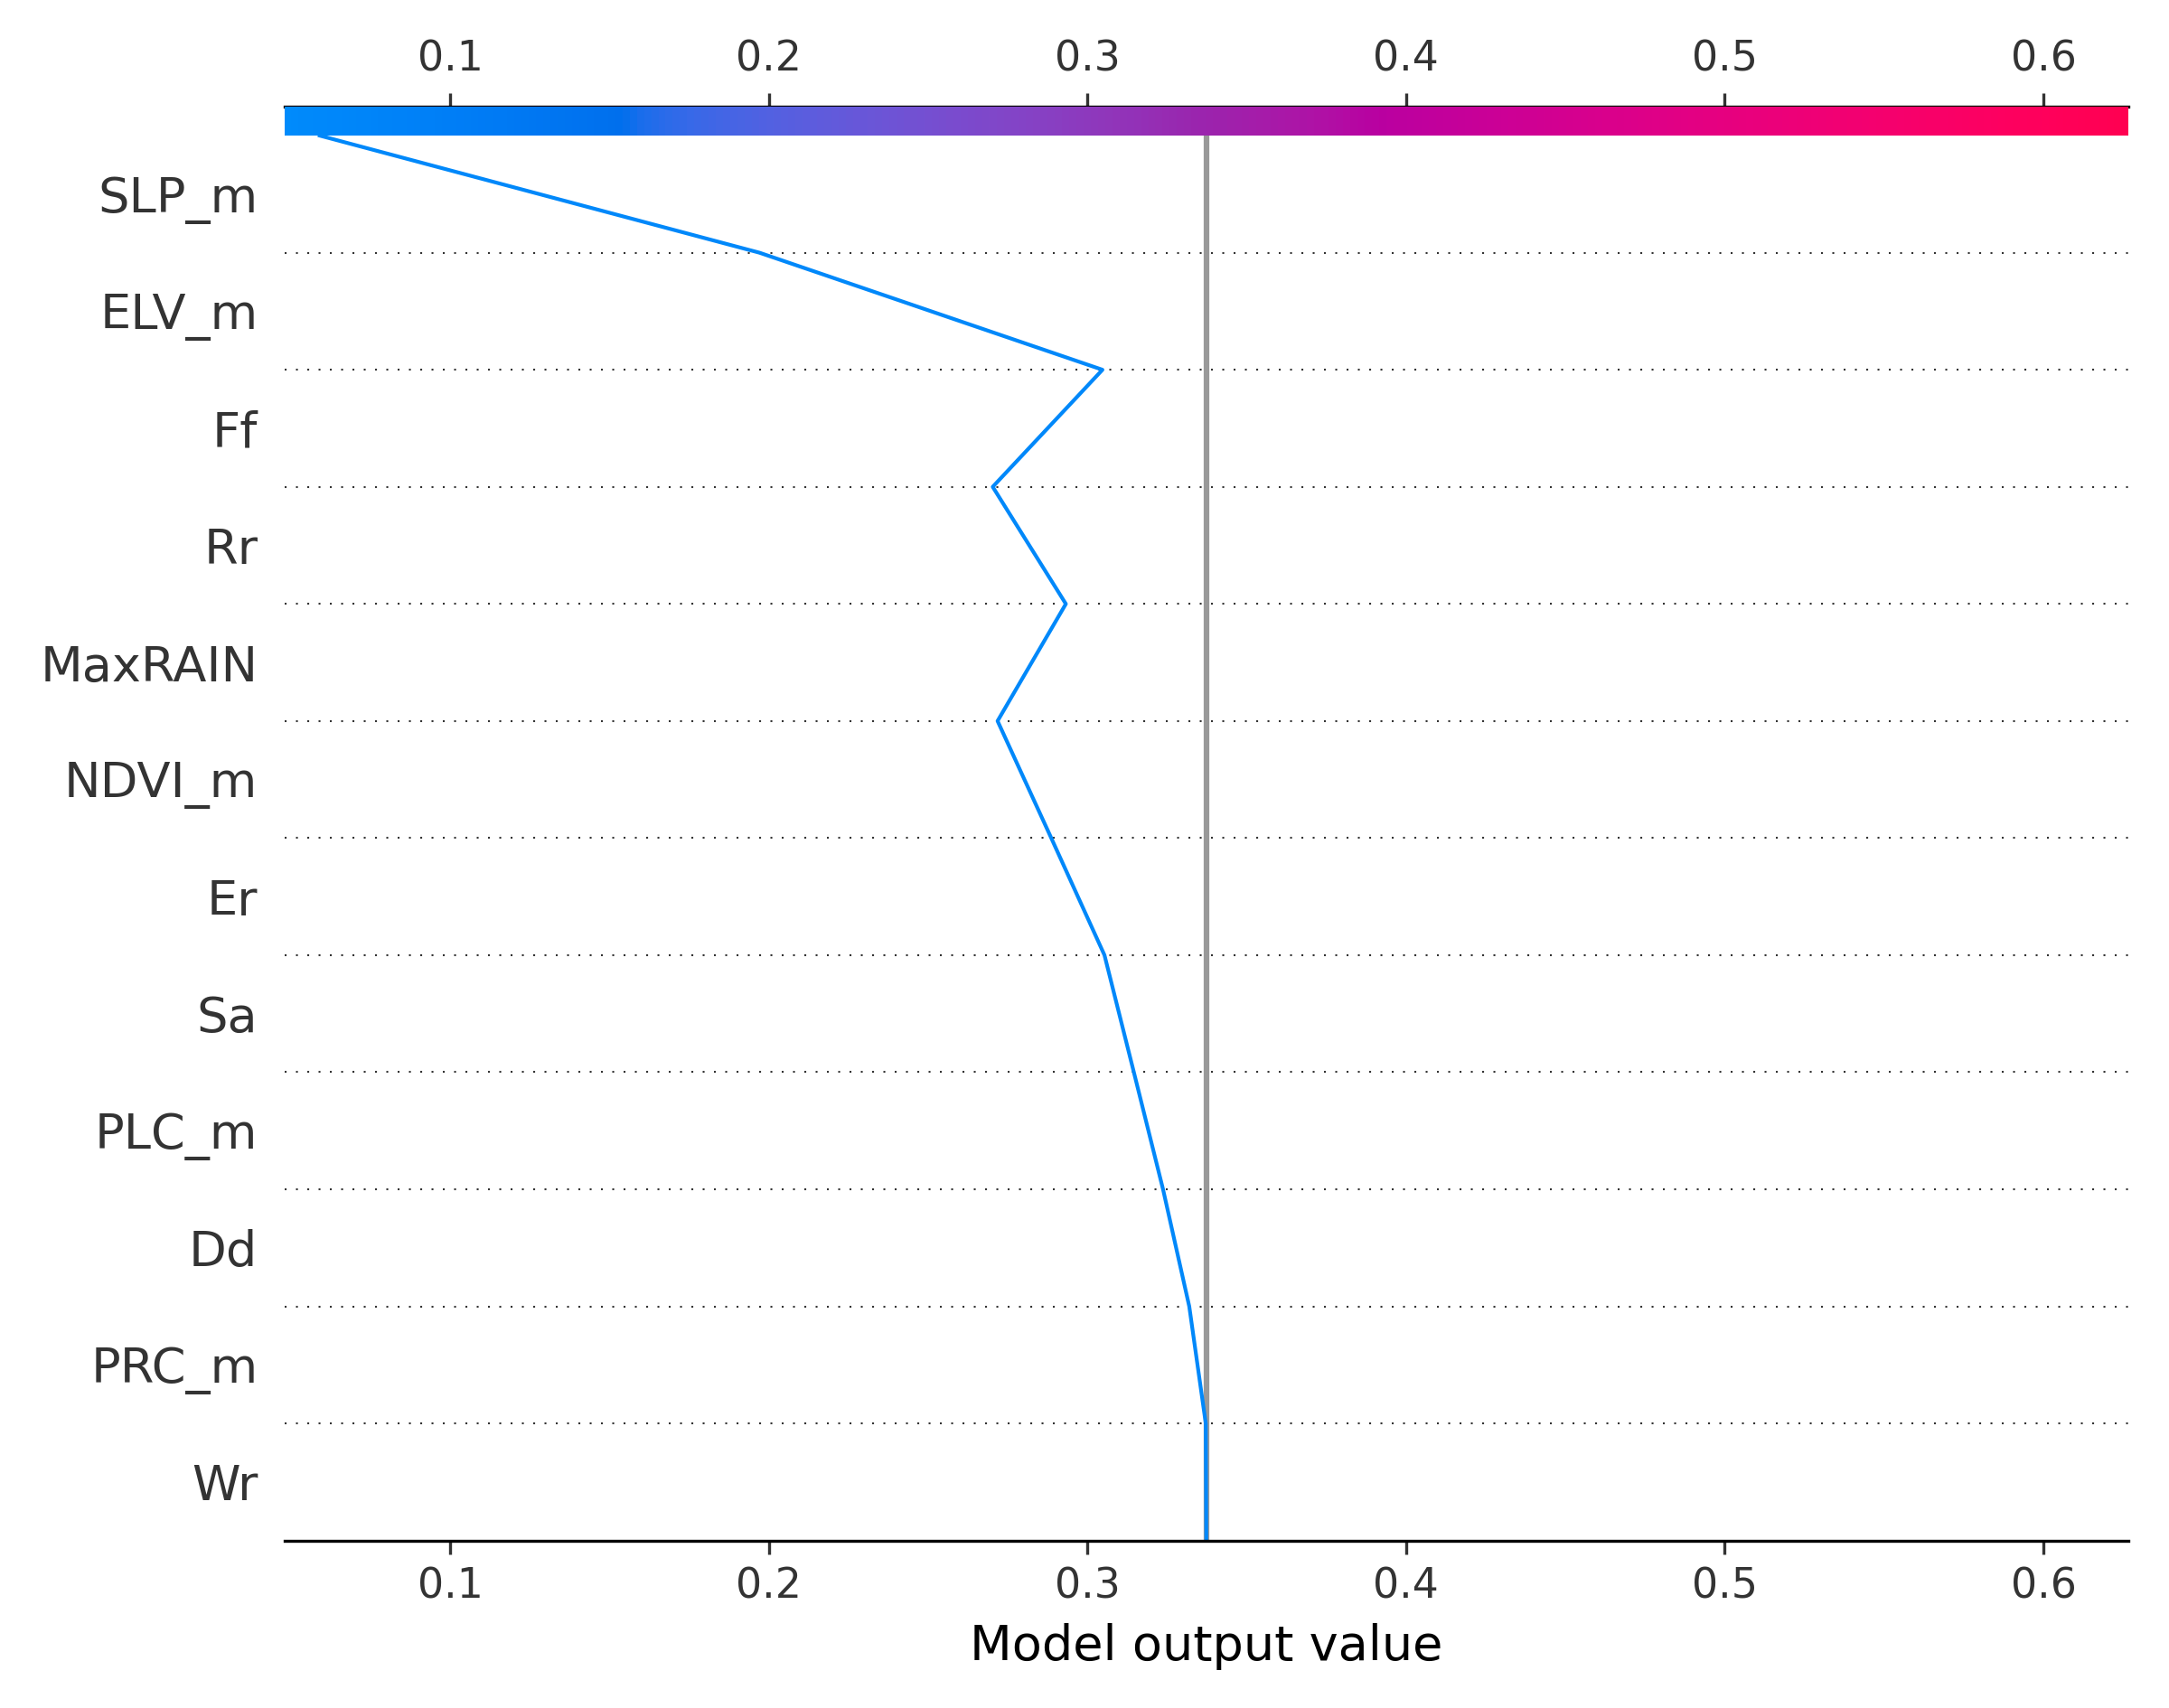 0.1 0.2 0.3 0.4 0.5 0.6
SLP_m
ELV_m
Ff
Rr
MaxRAIN
NDVI_m
Er
Sa
PLC_m
Dd
PRC_m
Wr
0.1 0.2 0.3 0.4 0.5 0.6
Model output value